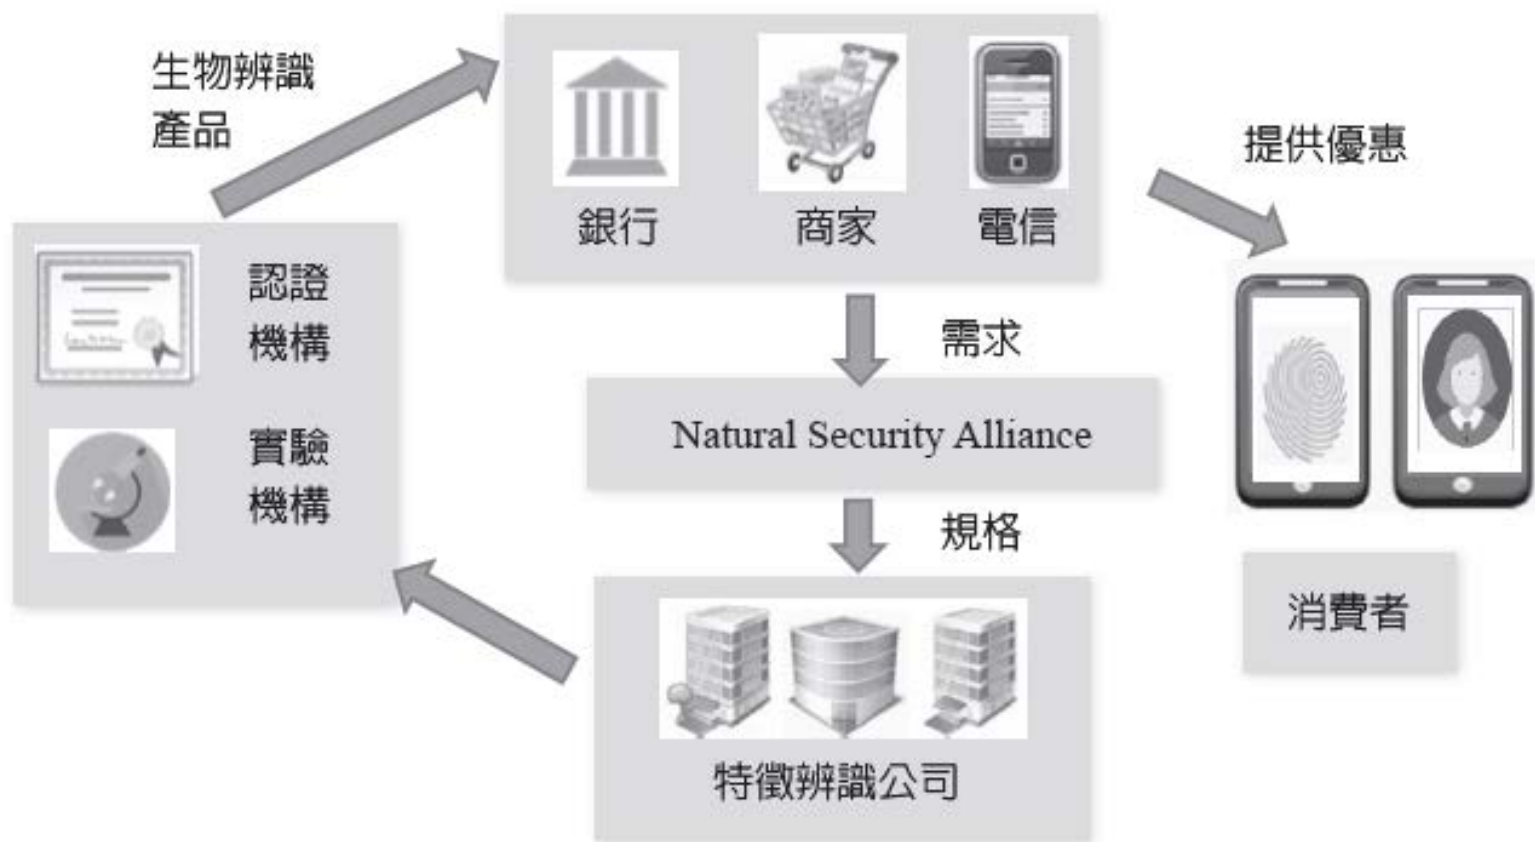 生物辨識
產品
銀行
商家
電信
提供優惠
認證
機構
實驗
機構
需求
Natural Security Alliance
規格
特徵辨識公司
消費者